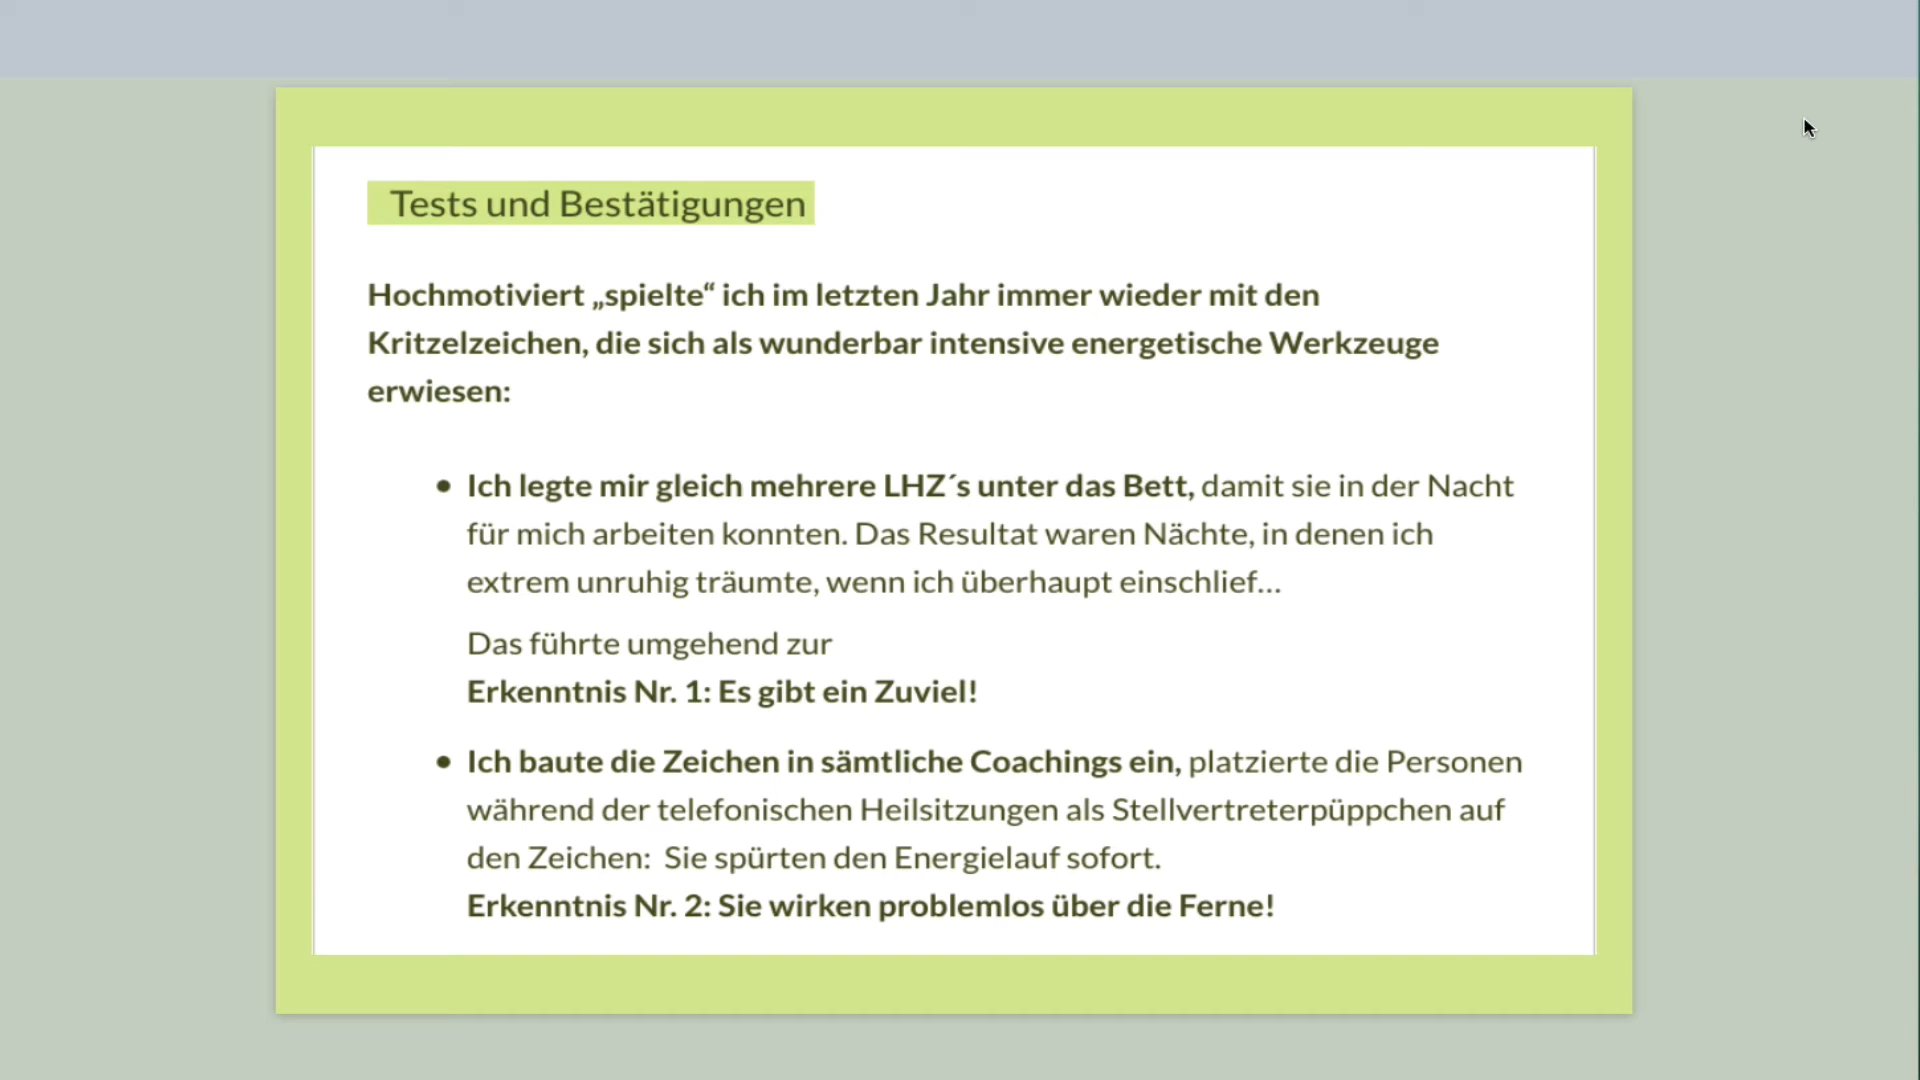 Tests und Bestätigungen
Hochmotiviert „spielte“ ich im letzten Jahr immer wieder mit den
Kritzelzeichen, die sich als wunderbar intensive energetische Werkzeuge
erwiesen:
• Ich legte mir gleich mehrere LHZ´s unter das Bett, damit sie in der Nacht
für mich arbeiten konnten. Das Resultat waren Nächte, in denen ich
extrem unruhig träumte, wenn ich überhaupt einschlief…
Das führte umgehend zur
Erkenntnis Nr. 1: Es gibt ein Zuviel!
• Ich baute die Zeichen in sämtliche Coachings ein, platzierte die Personen
während der telefonischen Heilsitzungen als Stellvertreterpüppchen auf
den Zeichen:  Sie spürten den Energielauf sofort.
Erkenntnis Nr. 2: Sie wirken problemlos über die Ferne!